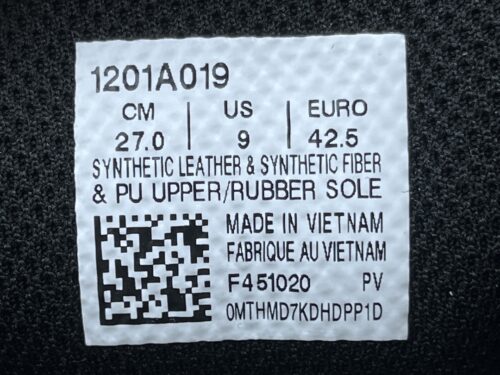 1201A019
CM | US | EURO
27.0 | 9 | 42.5
SYNTHETIC LEATHER & SYNTHETIC FIBER
& PU UPPER/RUBBER SOLE
MADE IN VIETNAM
FABRIQUE AU VIETNAM
F451020 PV
0MTHMD7KDHDPP1D